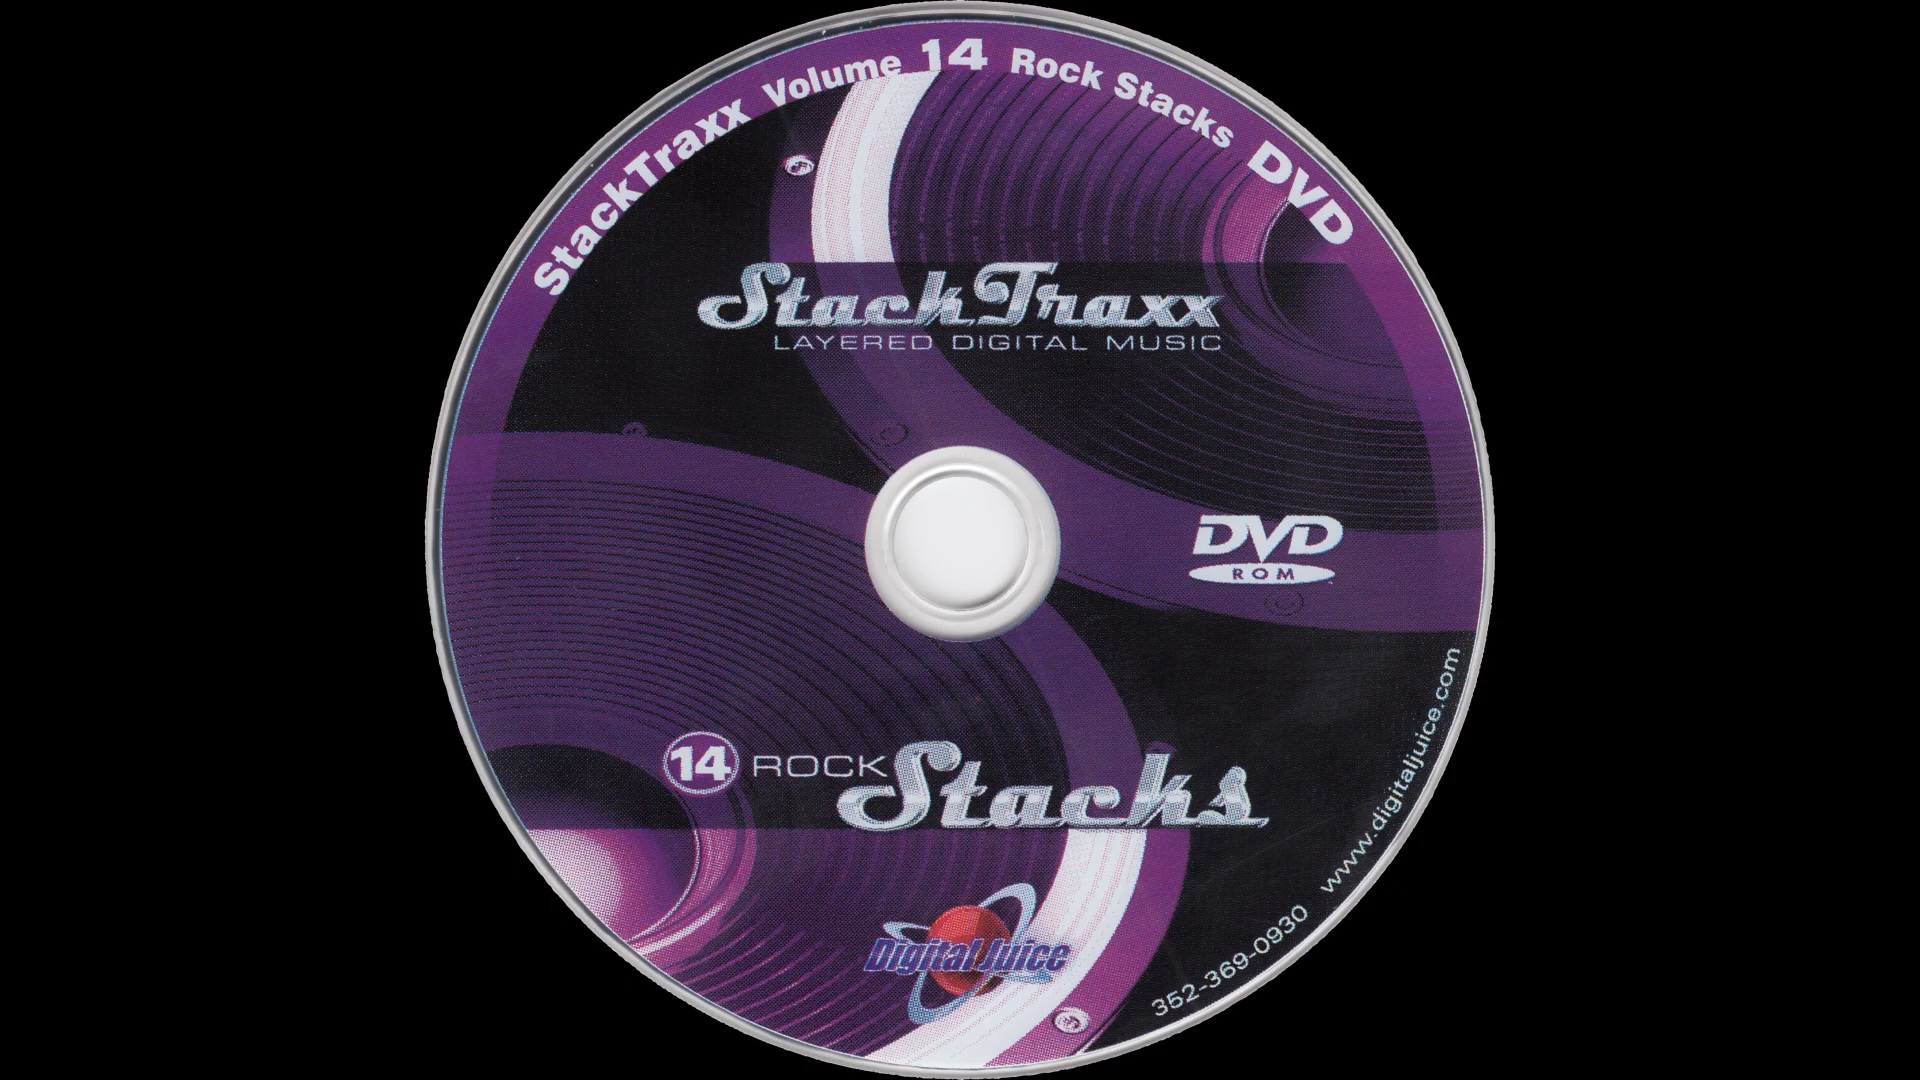 StackTraxx Volume 14 Rock Stacks DVD
StackTraxx
LAYERED DIGITAL MUSIC
DVD
ROM
14 ROCK Stacks
Digital Juice
www.digitaljuice.com
352-369-0930